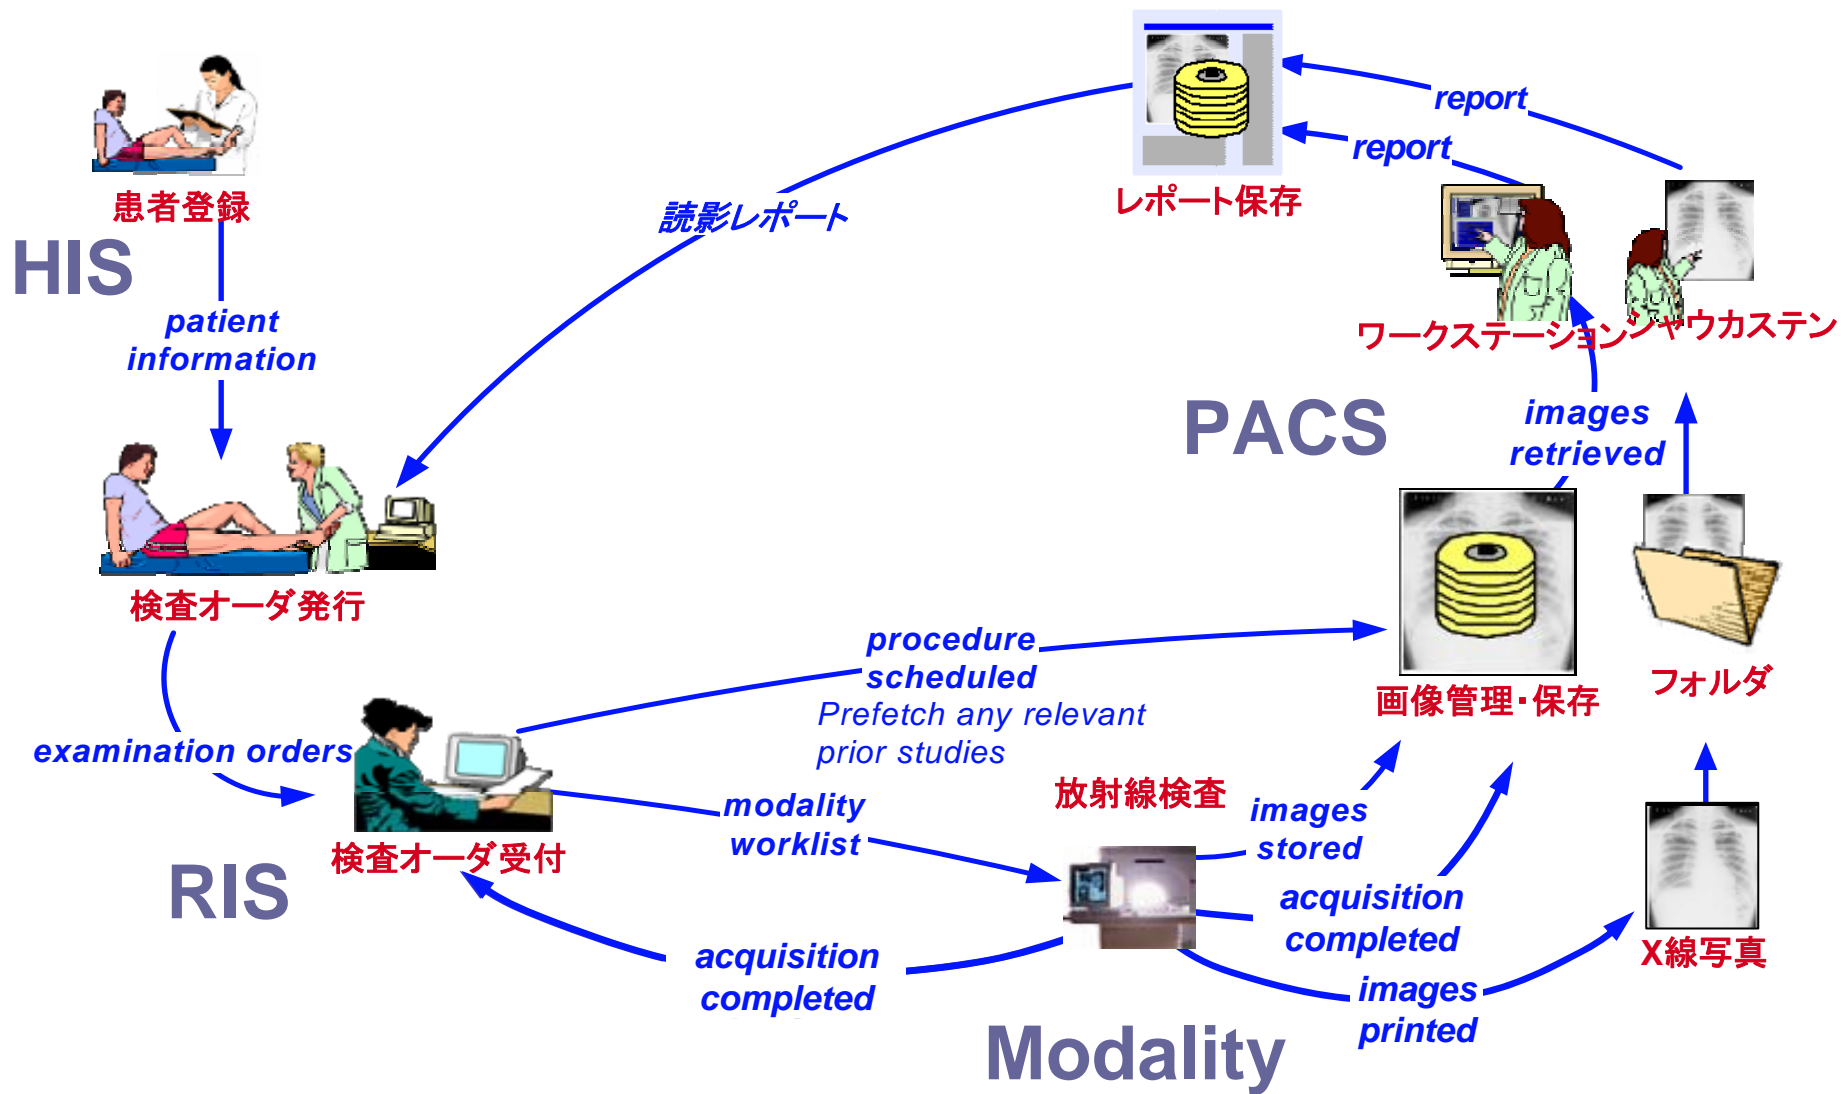 患者登録
HIS
patient
information
検査オーダ発行
examination orders
検査オーダ受付
RIS
読影レポート
レポート保存
report
report
ワークステーション
シャウカステン
PACS
images
retrieved
procedure
scheduled
Prefetch any relevant
prior studies
画像管理・保存
フォルダ
modality
worklist
放射線検査
images
stored
acquisition
completed
acquisition
completed
X線写真
images
printed
Modality